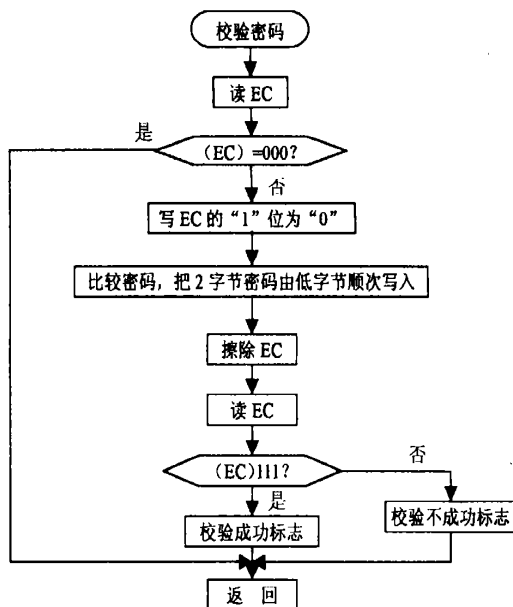 校验密码
读 EC
是
(EC) =000?
否
写 EC 的“1”位为“0”
比较密码，把 2 字节密码由低字节顺次写入
擦除 EC
读 EC
(EC)111?
否
是
校验成功标志
校验不成功标志
返 回